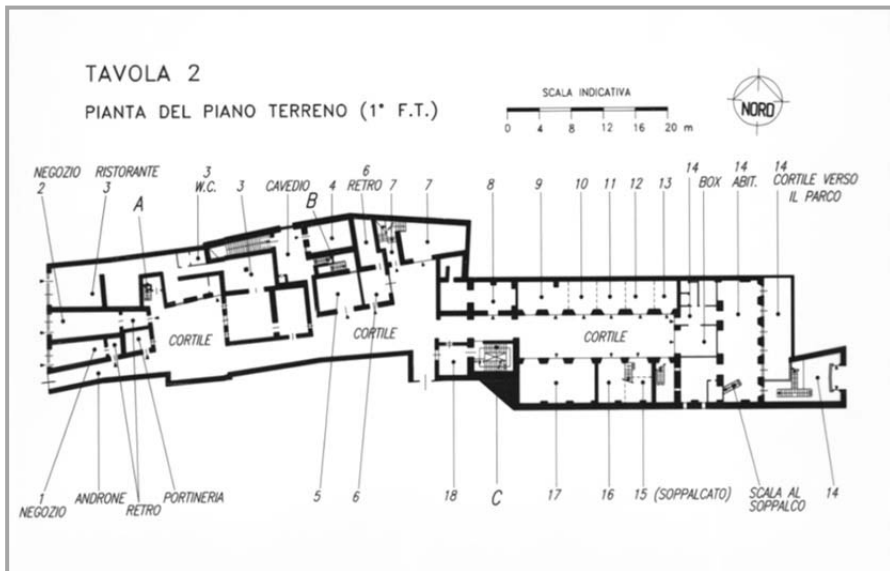 TAVOLA 2
PIANTA DEL PIANO TERRENO (1° F.T.)
SCALA INDICATIVA
0 4 8 12 16 20 m
NORD
NEGOZIO 2
RISTORANTE 3
A
3 W.C.
3
CAVEDIO
B
4
6 RETRO
7
7
8
9
10
11
12
13
14 BOX
14 ABIT.
14 CORTILE VERSO IL PARCO
CORTILE
CORTILE
CORTILE
1 NEGOZIO
ANDRONE
RETRO
PORTINERIA
5
6
18
C
17
16
15 (SOPPALCATO)
SCALA AL SOPPALCO
14